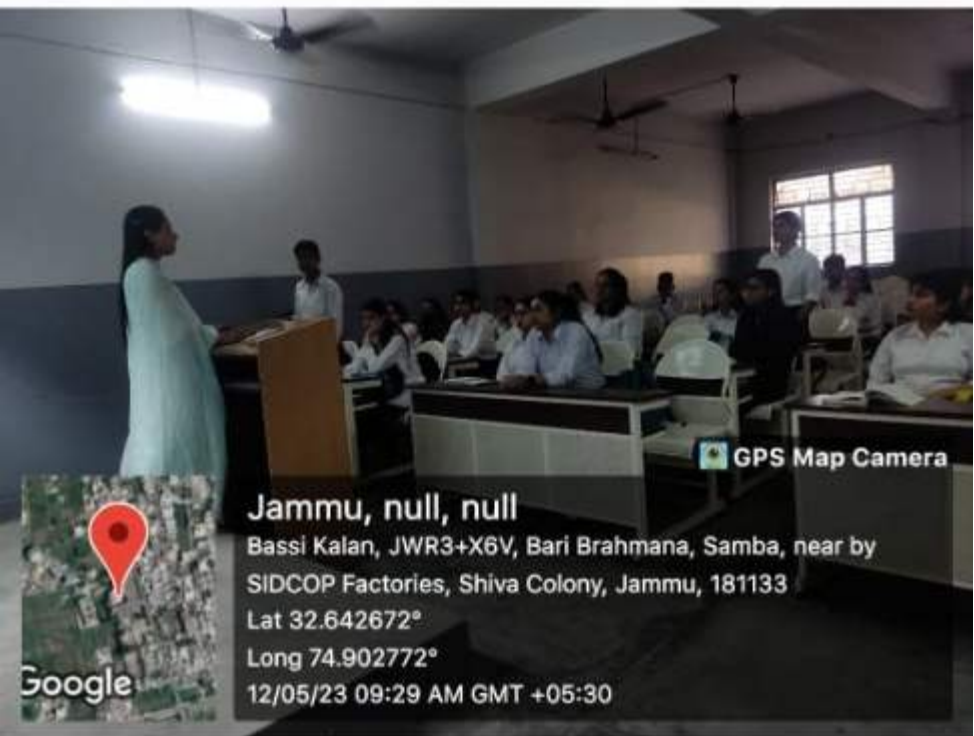 GPS Map Camera
Jammu, null, null
Bassi Kalan, JWR3+X6V, Bari Brahmana, Samba, near by
SIDCOP Factories, Shiva Colony, Jammu, 181133
Lat 32.642672°
Long 74.902772°
12/05/23 09:29 AM GMT +05:30
Google